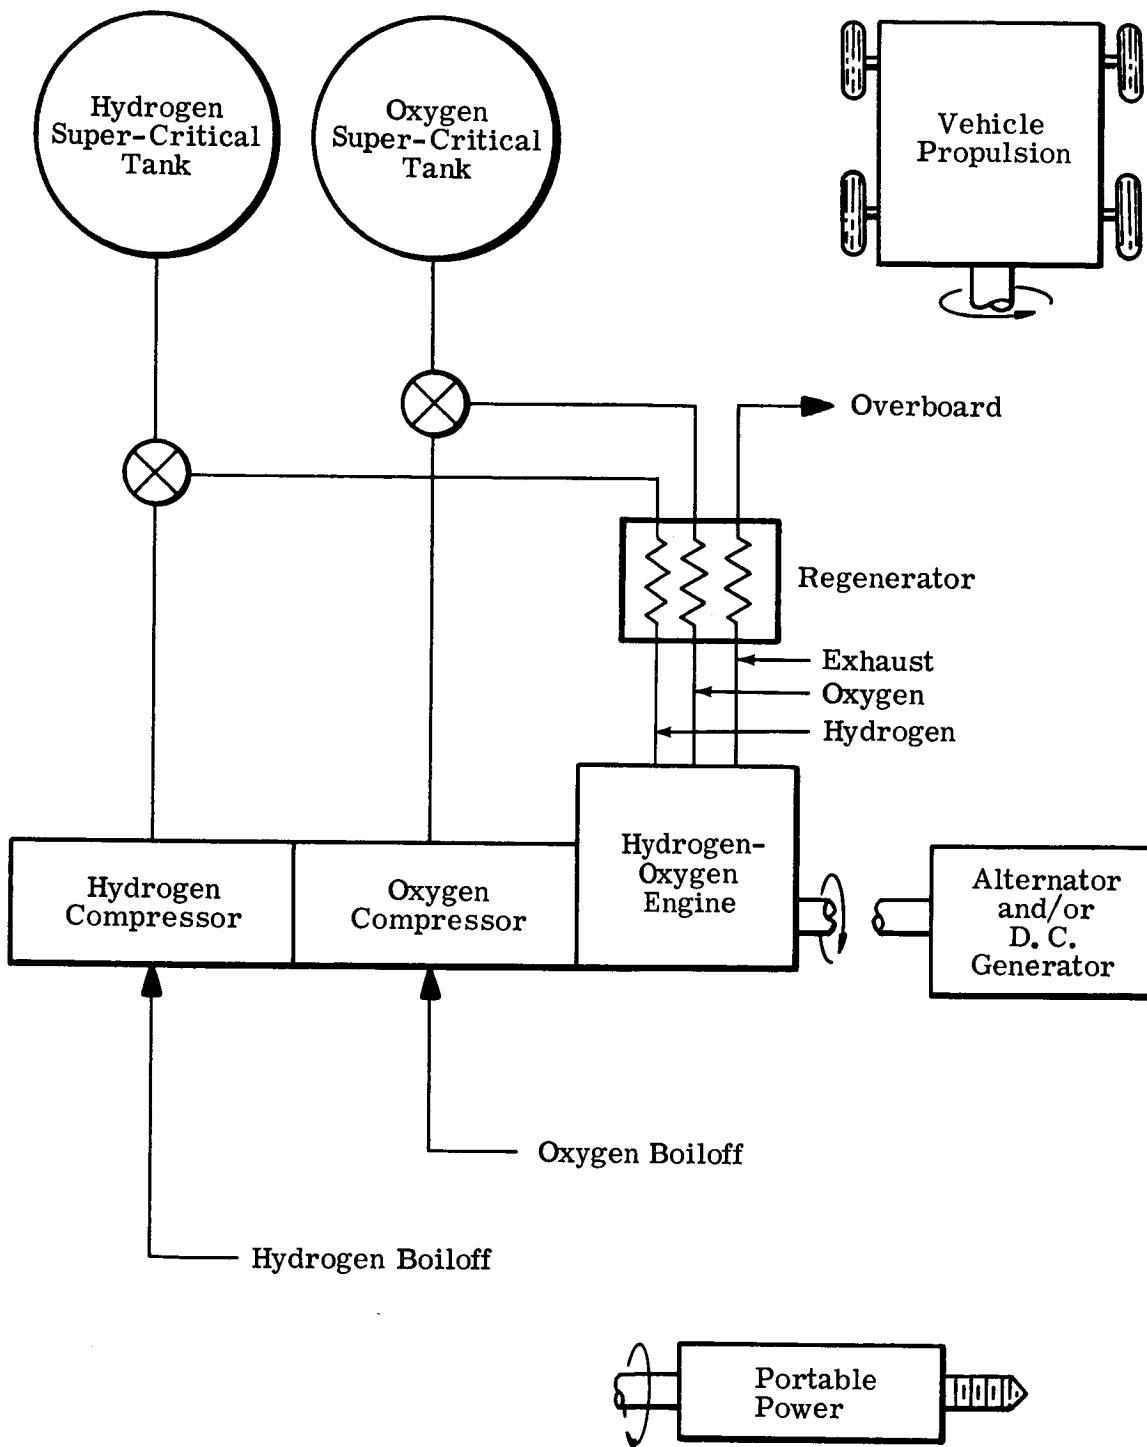 Hydrogen
Super-Critical
Tank
Oxygen
Super-Critical
Tank
Vehicle
Propulsion
Overboard
Regenerator
Exhaust
Oxygen
Hydrogen
Hydrogen
Compressor
Oxygen
Compressor
Hydrogen-
Oxygen
Engine
Alternator
and/or
D. C.
Generator
Oxygen Boiloff
Hydrogen Boiloff
Portable
Power